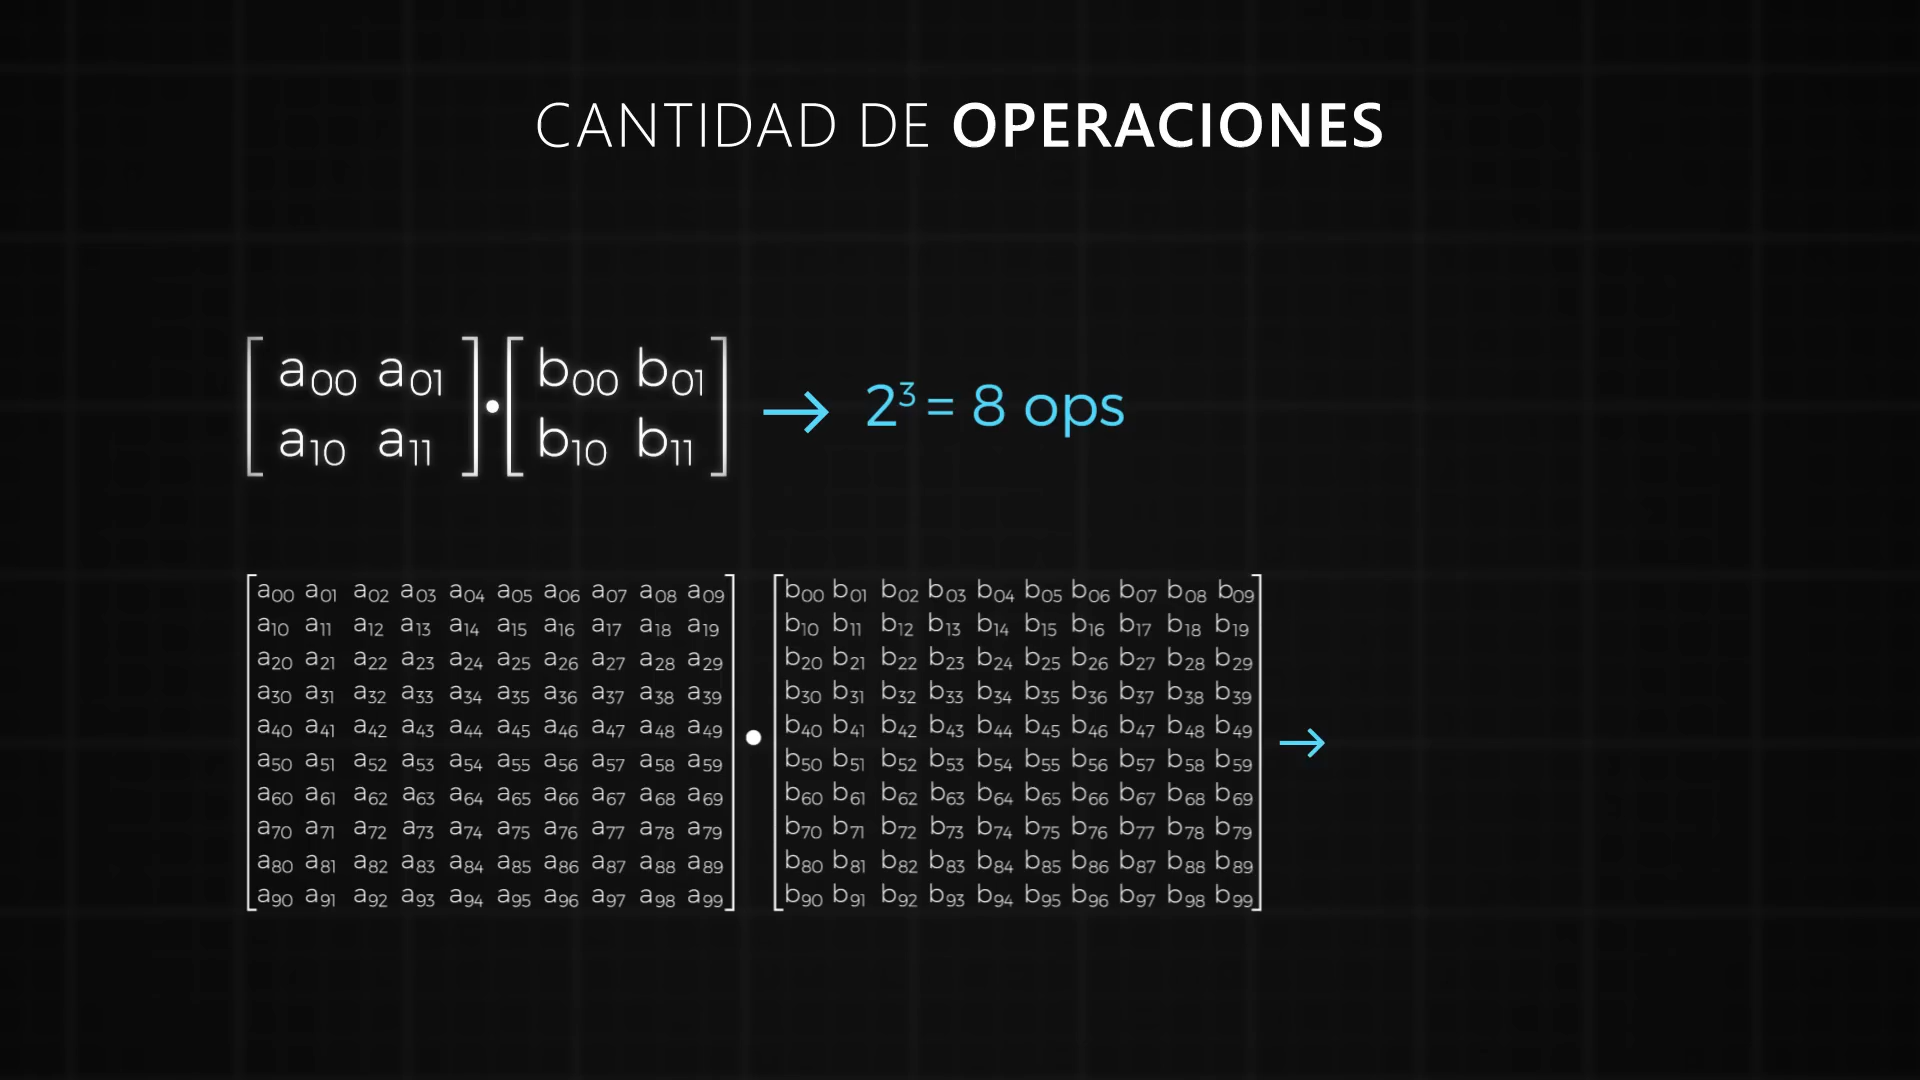 CANTIDAD DE OPERACIONES
a00 a01 b00 b01
a10 a11 • b10 b11 → 2³ = 8 ops
a00 a01 a02 a03 a04 a05 a06 a07 a08 a09 b00 b01 b02 b03 b04 b05 b06 b07 b08 b09
a10 a11 a12 a13 a14 a15 a16 a17 a18 a19 b10 b11 b12 b13 b14 b15 b16 b17 b18 b19
a20 a21 a22 a23 a24 a25 a26 a27 a28 a29 b20 b21 b22 b23 b24 b25 b26 b27 b28 b29
a30 a31 a32 a33 a34 a35 a36 a37 a38 a39 b30 b31 b32 b33 b34 b35 b36 b37 b38 b39
a40 a41 a42 a43 a44 a45 a46 a47 a48 a49 • b40 b41 b42 b43 b44 b45 b46 b47 b48 b49 →
a50 a51 a52 a53 a54 a55 a56 a57 a58 a59 b50 b51 b52 b53 b54 b55 b56 b57 b58 b59
a60 a61 a62 a63 a64 a65 a66 a67 a68 a69 b60 b61 b62 b63 b64 b65 b66 b67 b68 b69
a70 a71 a72 a73 a74 a75 a76 a77 a78 a79 b70 b71 b72 b73 b74 b75 b76 b77 b78 b79
a80 a81 a82 a83 a84 a85 a86 a87 a88 a89 b80 b81 b82 b83 b84 b85 b86 b87 b88 b89
a90 a91 a92 a93 a94 a95 a96 a97 a98 a99 b90 b91 b92 b93 b94 b95 b96 b97 b98 b99